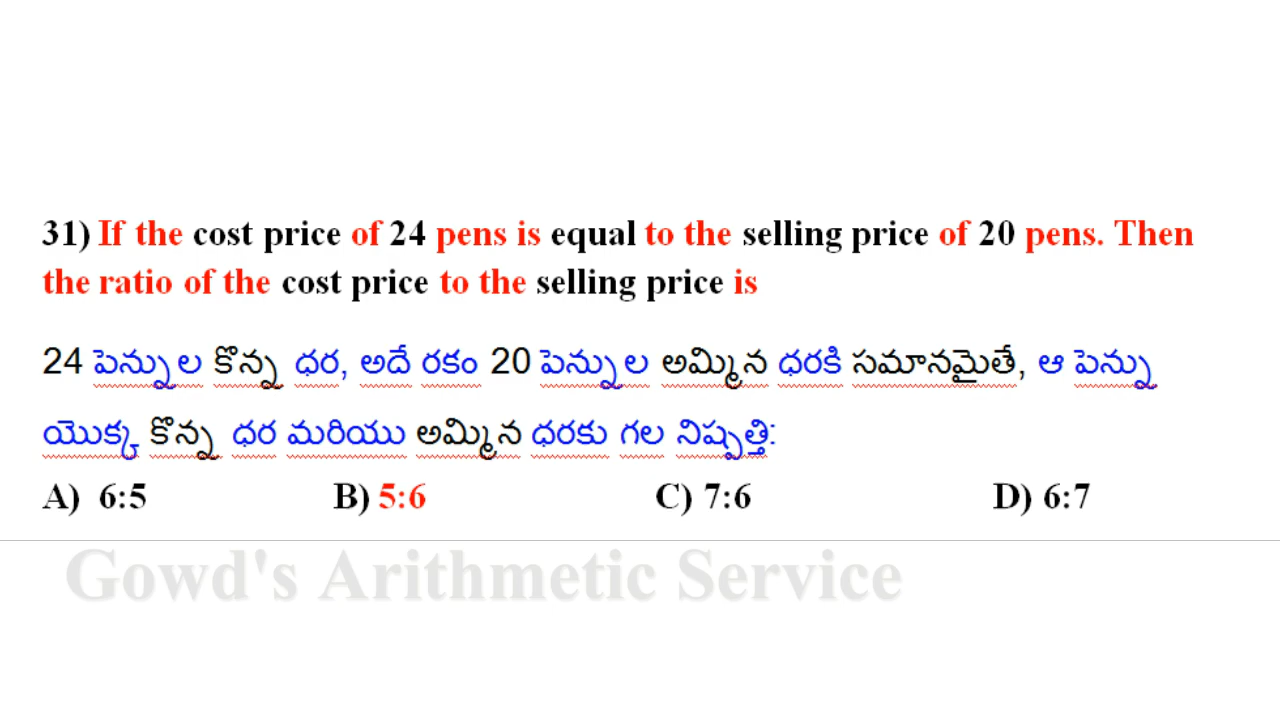 31) If the cost price of 24 pens is equal to the selling price of 20 pens. Then
the ratio of the cost price to the selling price is
24 పెన్నుల కొన్న ధర, అదే రకం 20 పెన్నుల అమ్మిన ధరకి సమానమైతే, ఆ పెన్ను
యొక్క కొన్న ధర మరియు అమ్మిన ధరకు గల నిష్పత్తి:
A) 6:5 B) 5:6 C) 7:6 D) 6:7
Gowd's Arithmetic Service